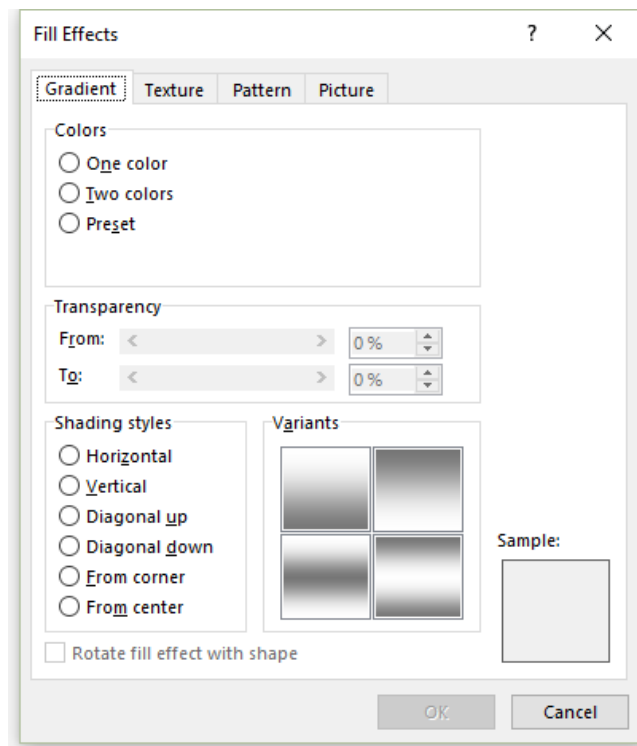 Fill Effects ? ×
Gradient Texture Pattern Picture
Colors
One color
Two colors
Preset
Transparency
From: < > 0 %
To: < > 0 %
Shading styles Variants
Horizontal
Vertical
Diagonal up
Diagonal down
From corner
From center
Sample:
Rotate fill effect with shape
OK Cancel